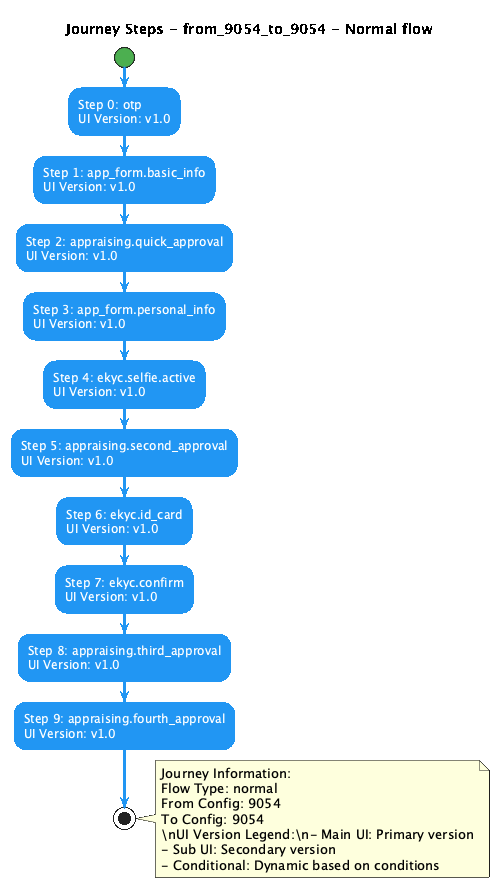 Journey Steps - from_9054_to_9054 - Normal flow
Step 0: otp
UI Version: v1.0
Step 1: app_form.basic_info
UI Version: v1.0
Step 2: appraising.quick_approval
UI Version: v1.0
Step 3: app_form.personal_info
UI Version: v1.0
Step 4: ekyc.selfie.active
UI Version: v1.0
Step 5: appraising.second_approval
UI Version: v1.0
Step 6: ekyc.id_card
UI Version: v1.0
Step 7: ekyc.confirm
UI Version: v1.0
Step 8: appraising.third_approval
UI Version: v1.0
Step 9: appraising.fourth_approval
UI Version: v1.0
Journey Information:
Flow Type: normal
From Config: 9054
To Config: 9054
\nUI Version Legend:\n- Main UI: Primary version
- Sub UI: Secondary version
- Conditional: Dynamic based on conditions